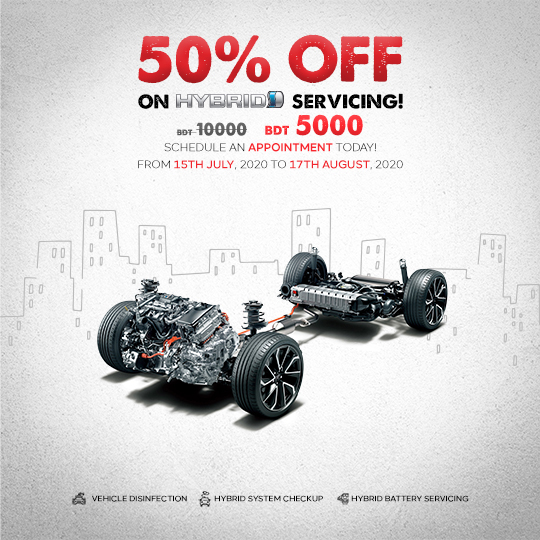 50% OFF
ON HYBRID SERVICING!
BDT 10000 BDT 5000
SCHEDULE AN APPOINTMENT TODAY!
FROM 15TH JULY, 2020 TO 17TH AUGUST, 2020
VEHICLE DISINFECTION HYBRID SYSTEM CHECKUP HYBRID BATTERY SERVICING